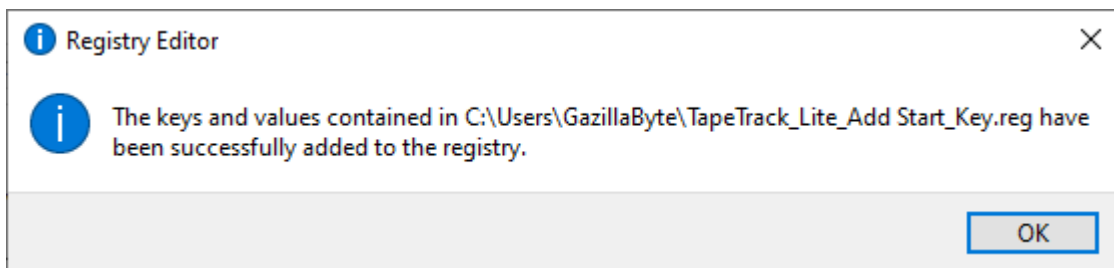 Registry Editor
The keys and values contained in C:\Users\GazillaByte\TapeTrack_Lite_Add Start_Key.reg have
been successfully added to the registry.
OK